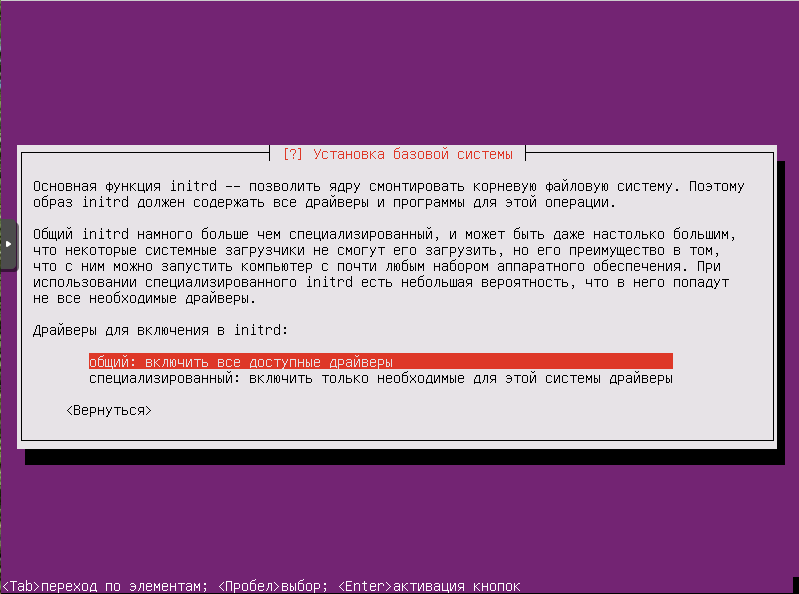 [?] Установка базовой системы
Основная функция initrd -- позволить ядру смонтировать корневую файловую систему. Поэтому
образ initrd должен содержать все драйверы и программы для этой операции.
Общий initrd намного больше чем специализированный, и может быть даже настолько большим,
что некоторые системные загрузчики не смогут его загрузить, но его преимущество в том,
что с ним можно запустить компьютер с почти любым набором аппаратного обеспечения. При
использовании специализированного initrd есть небольшая вероятность, что в него попадут
не все необходимые драйверы.
Драйверы для включения в initrd:
общий: включить все доступные драйверы
специализированный: включить только необходимые для этой системы драйверы
<Вернуться>
<Tab>переход по элементам; <Пробел>выбор; <Enter>активация кнопок